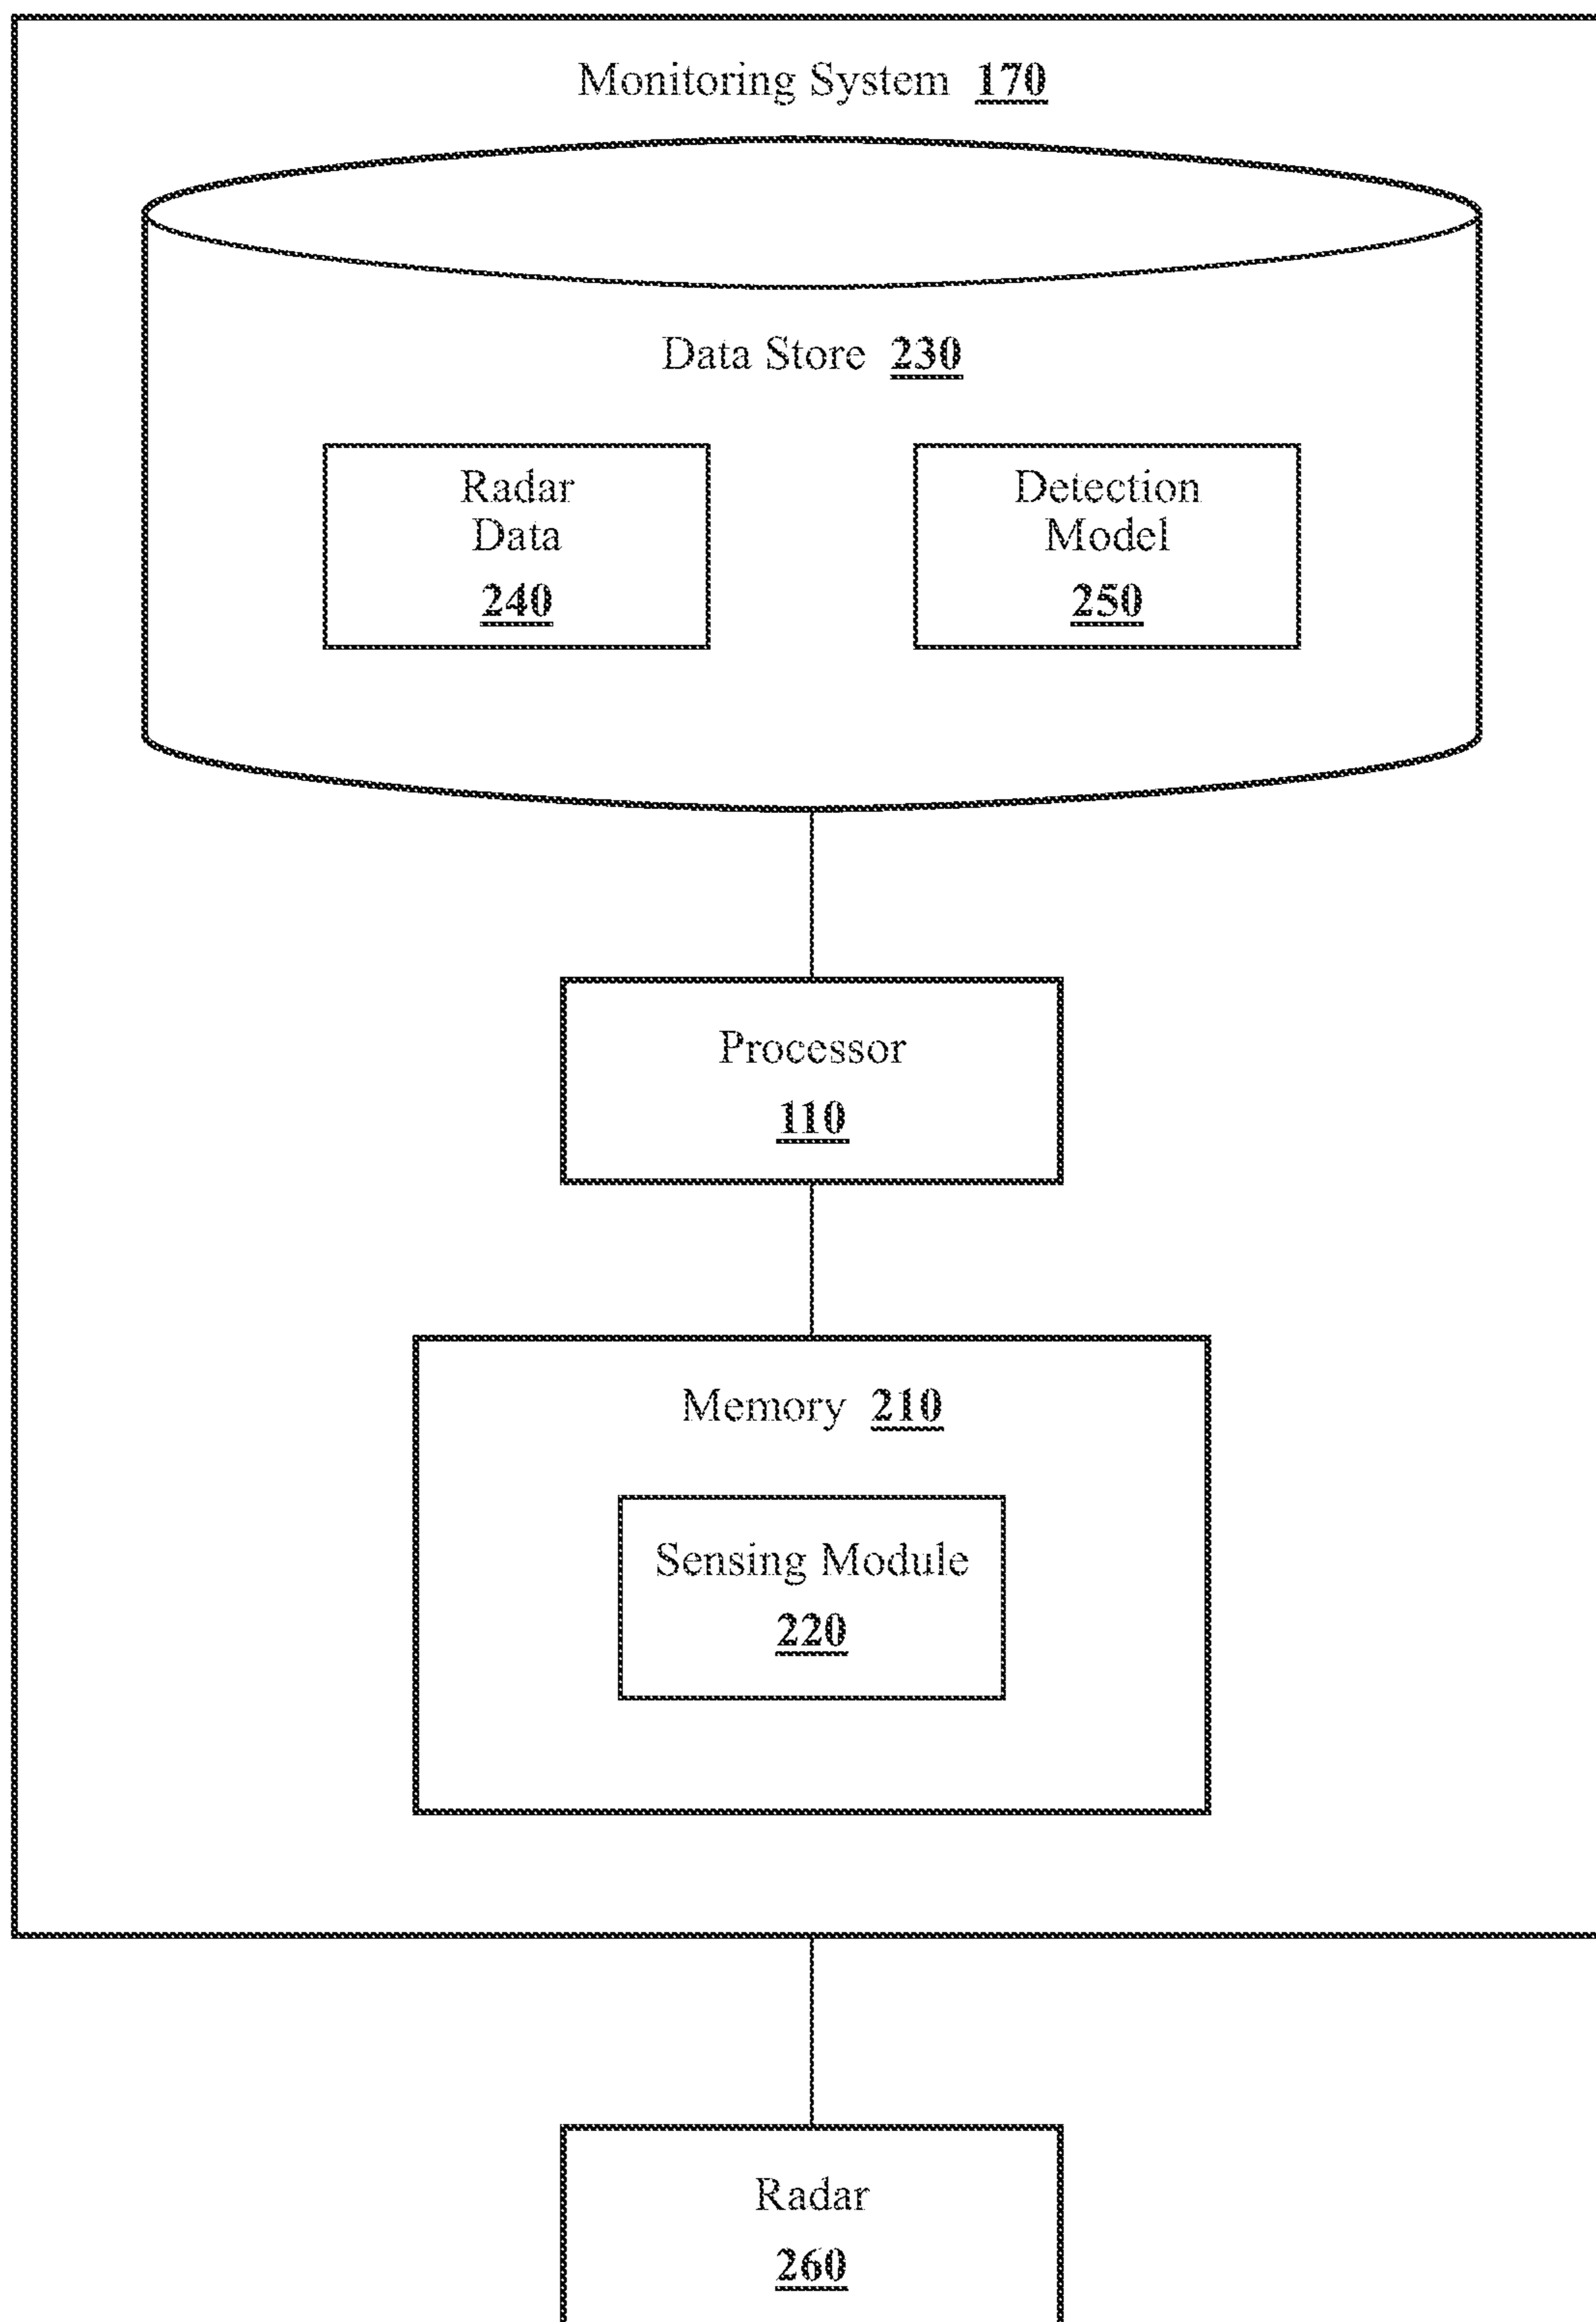 Monitoring System 170
Data Store 230
Radar
Data
240
Detection
Model
250
Processor
110
Memory 210
Sensing Module
220
Radar
260